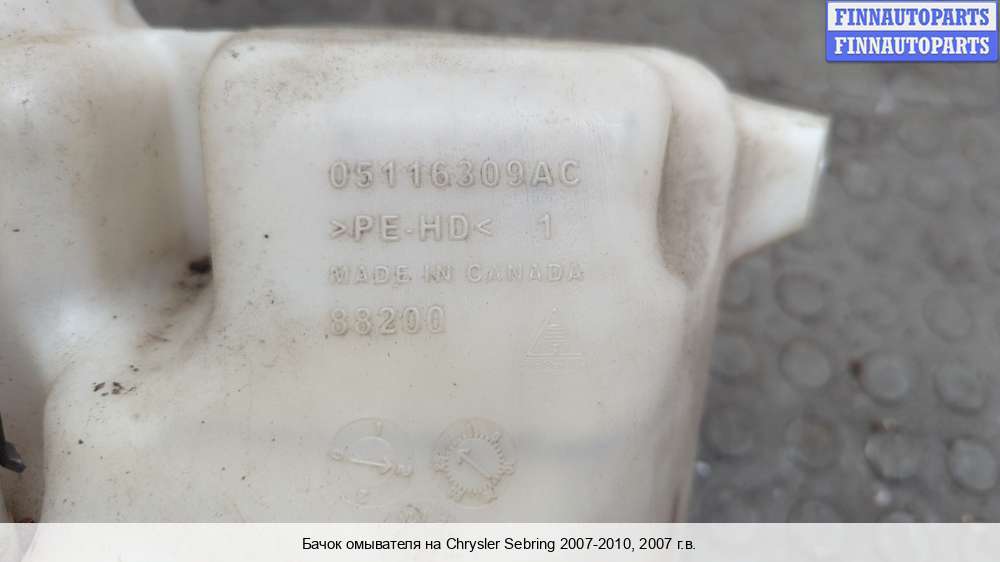 FINNAUTOPARTS
FINNAUTOPARTS
05116309AC
>PE-HD< 1
MADE IN CANADA
88200
Бачок омывателя на Chrysler Sebring 2007-2010, 2007 г.в.